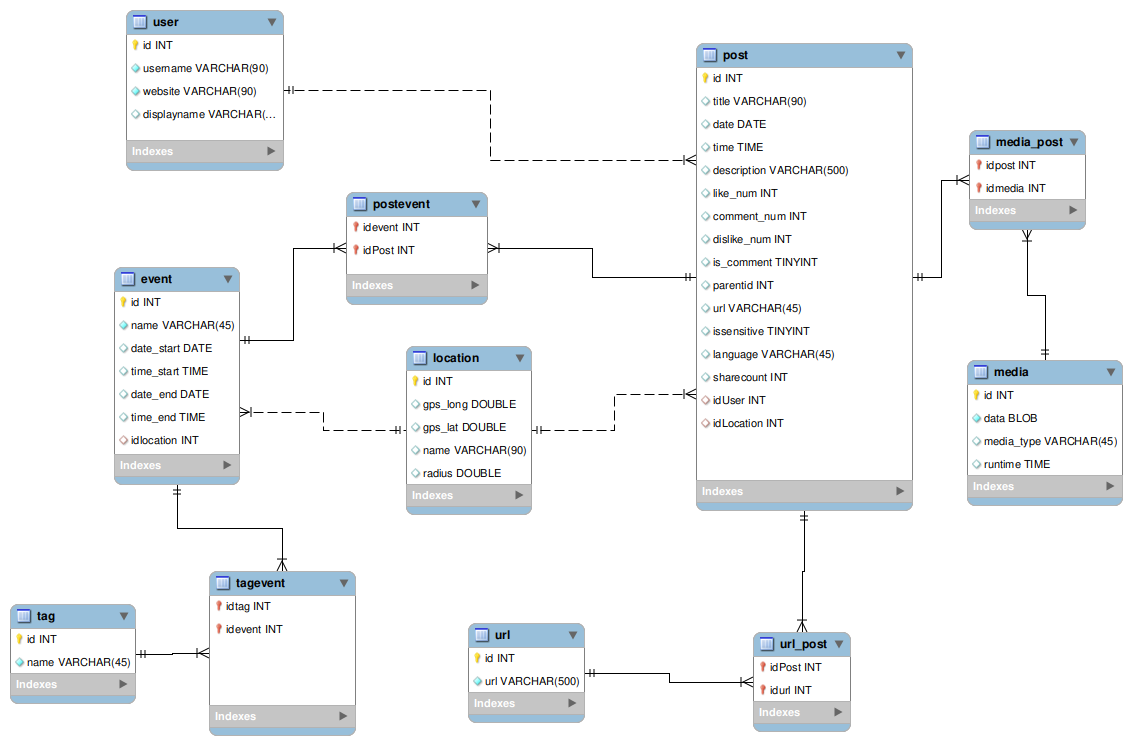 user
id INT
username VARCHAR(90)
website VARCHAR(90)
displayname VARCHAR(...
Indexes
post
id INT
title VARCHAR(90)
date DATE
time TIME
description VARCHAR(500)
like_num INT
comment_num INT
dislike_num INT
is_comment TINYINT
parentid INT
url VARCHAR(45)
issensitive TINYINT
language VARCHAR(45)
sharecount INT
idUser INT
idLocation INT
Indexes
media_post
idpost INT
idmedia INT
Indexes
postevent
idevent INT
idPost INT
Indexes
event
id INT
name VARCHAR(45)
date_start DATE
time_start TIME
date_end DATE
time_end TIME
idlocation INT
Indexes
location
id INT
gps_long DOUBLE
gps_lat DOUBLE
name VARCHAR(90)
radius DOUBLE
Indexes
media
id INT
data BLOB
media_type VARCHAR(45)
runtime TIME
Indexes
tagevent
idtag INT
idevent INT
Indexes
tag
id INT
name VARCHAR(45)
Indexes
url
id INT
url VARCHAR(500)
Indexes
url_post
idPost INT
idurl INT
Indexes